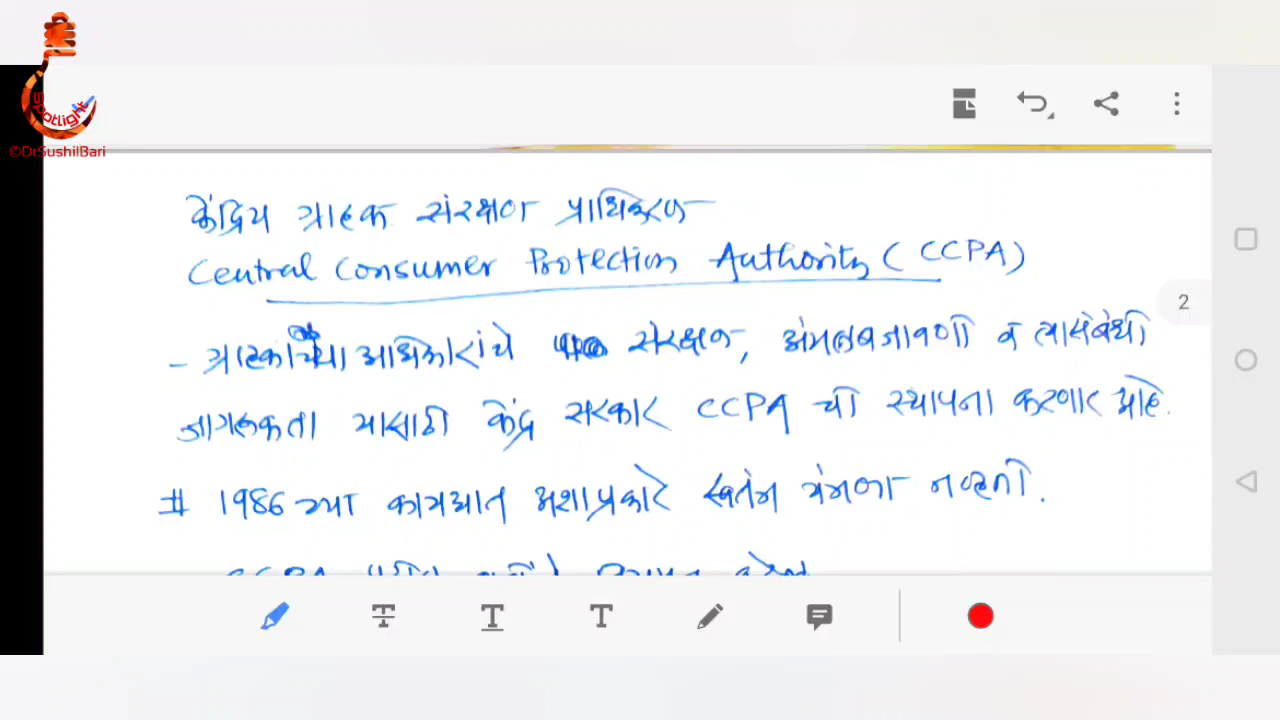 Spotlight
©DrSushilBari
केंद्रिय ग्राहक संरक्षण प्राधिकरण
Central Consumer Protection Authority (CCPA)
2
- ग्राहकांच्या अधिकारांचे संरक्षण, अंमलबजावणी व त्यासंबंधी
जागरूकता यासाठी केंद्र सरकार CCPA ची स्थापना करणार आहे.
# 1986 च्या कायद्यात अशाप्रकारे स्वतंत्र यंत्रणा नव्हती.
CCPA